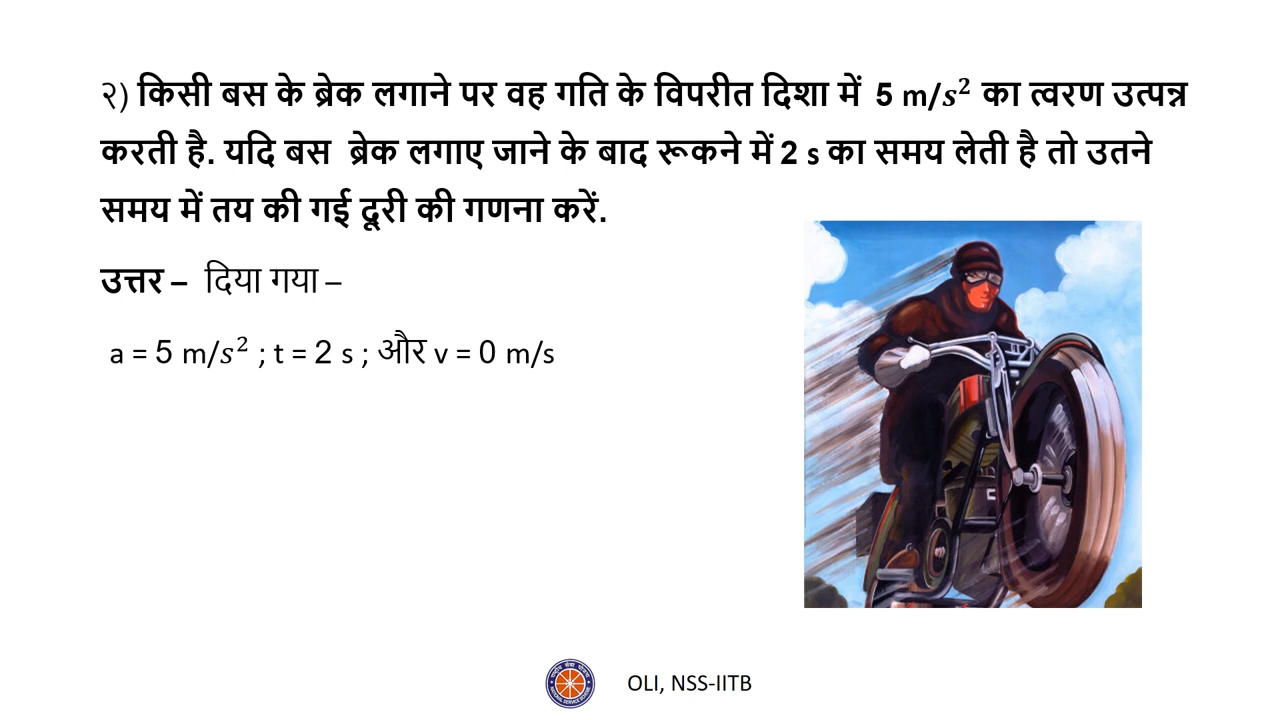 २) किसी बस के ब्रेक लगाने पर वह गति के विपरीत दिशा में 5 m/s² का त्वरण उत्पन्न
करती है. यदि बस ब्रेक लगाए जाने के बाद रूकने में 2 s का समय लेती है तो उतने
समय में तय की गई दूरी की गणना करें.
उत्तर – दिया गया –
a = 5 m/s² ; t = 2 s ; और v = 0 m/s
OLI, NSS-IITB